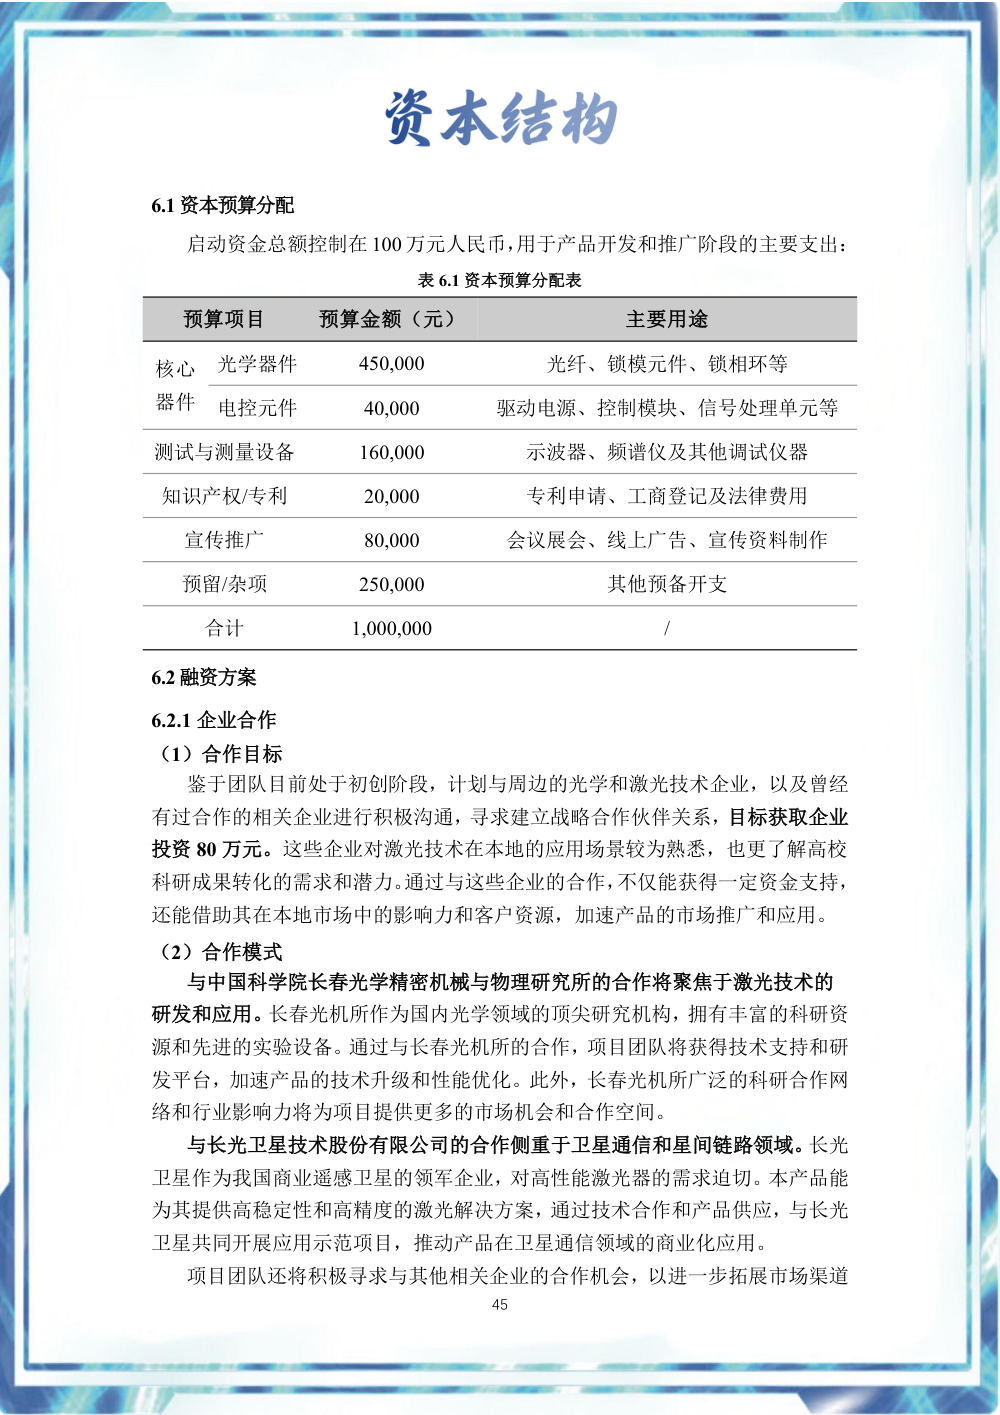 资本结构
6.1 资本预算分配
启动资金总额控制在 100 万元人民币，用于产品开发和推广阶段的主要支出：
表 6.1 资本预算分配表
预算项目 预算金额（元） 主要用途
核心器件 光学器件 450,000 光纤、锁模元件、锁相环等
电控元件 40,000 驱动电源、控制模块、信号处理单元等
测试与测量设备 160,000 示波器、频谱仪及其他调试仪器
知识产权/专利 20,000 专利申请、工商登记及法律费用
宣传推广 80,000 会议展会、线上广告、宣传资料制作
预留/杂项 250,000 其他预备开支
合计 1,000,000 /
6.2 融资方案
6.2.1 企业合作
（1）合作目标
鉴于团队目前处于初创阶段，计划与周边的光学和激光技术企业，以及曾经
有过合作的相关企业进行积极沟通，寻求建立战略合作伙伴关系，目标获取企业
投资 80 万元。这些企业对激光技术在本地的应用场景较为熟悉，也更了解高校
科研成果转化的需求和潜力。通过与这些企业的合作，不仅能获得一定资金支持，
还能借助其在本地市场中的影响力和客户资源，加速产品的市场推广和应用。
（2）合作模式
与中国科学院长春光学精密机械与物理研究所的合作将聚焦于激光技术的
研发和应用。长春光机所作为国内光学领域的顶尖研究机构，拥有丰富的科研资
源和先进的实验设备。通过与长春光机所的合作，项目团队将获得技术支持和研
发平台，加速产品的技术升级和性能优化。此外，长春光机所广泛的科研合作网
络和行业影响力将为项目提供更多的市场机会和合作空间。
与长光卫星技术股份有限公司的合作侧重于卫星通信和星间链路领域。长光
卫星作为我国商业遥感卫星的领军企业，对高性能激光器的需求迫切。本产品能
为其提供高稳定性和高精度的激光解决方案，通过技术合作和产品供应，与长光
卫星共同开展应用示范项目，推动产品在卫星通信领域的商业化应用。
项目团队还将积极寻求与其他相关企业的合作机会，以进一步拓展市场渠道
45